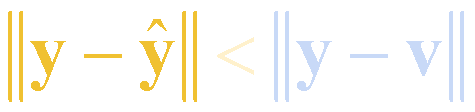 ‖y − ŷ‖ < ‖y − v‖